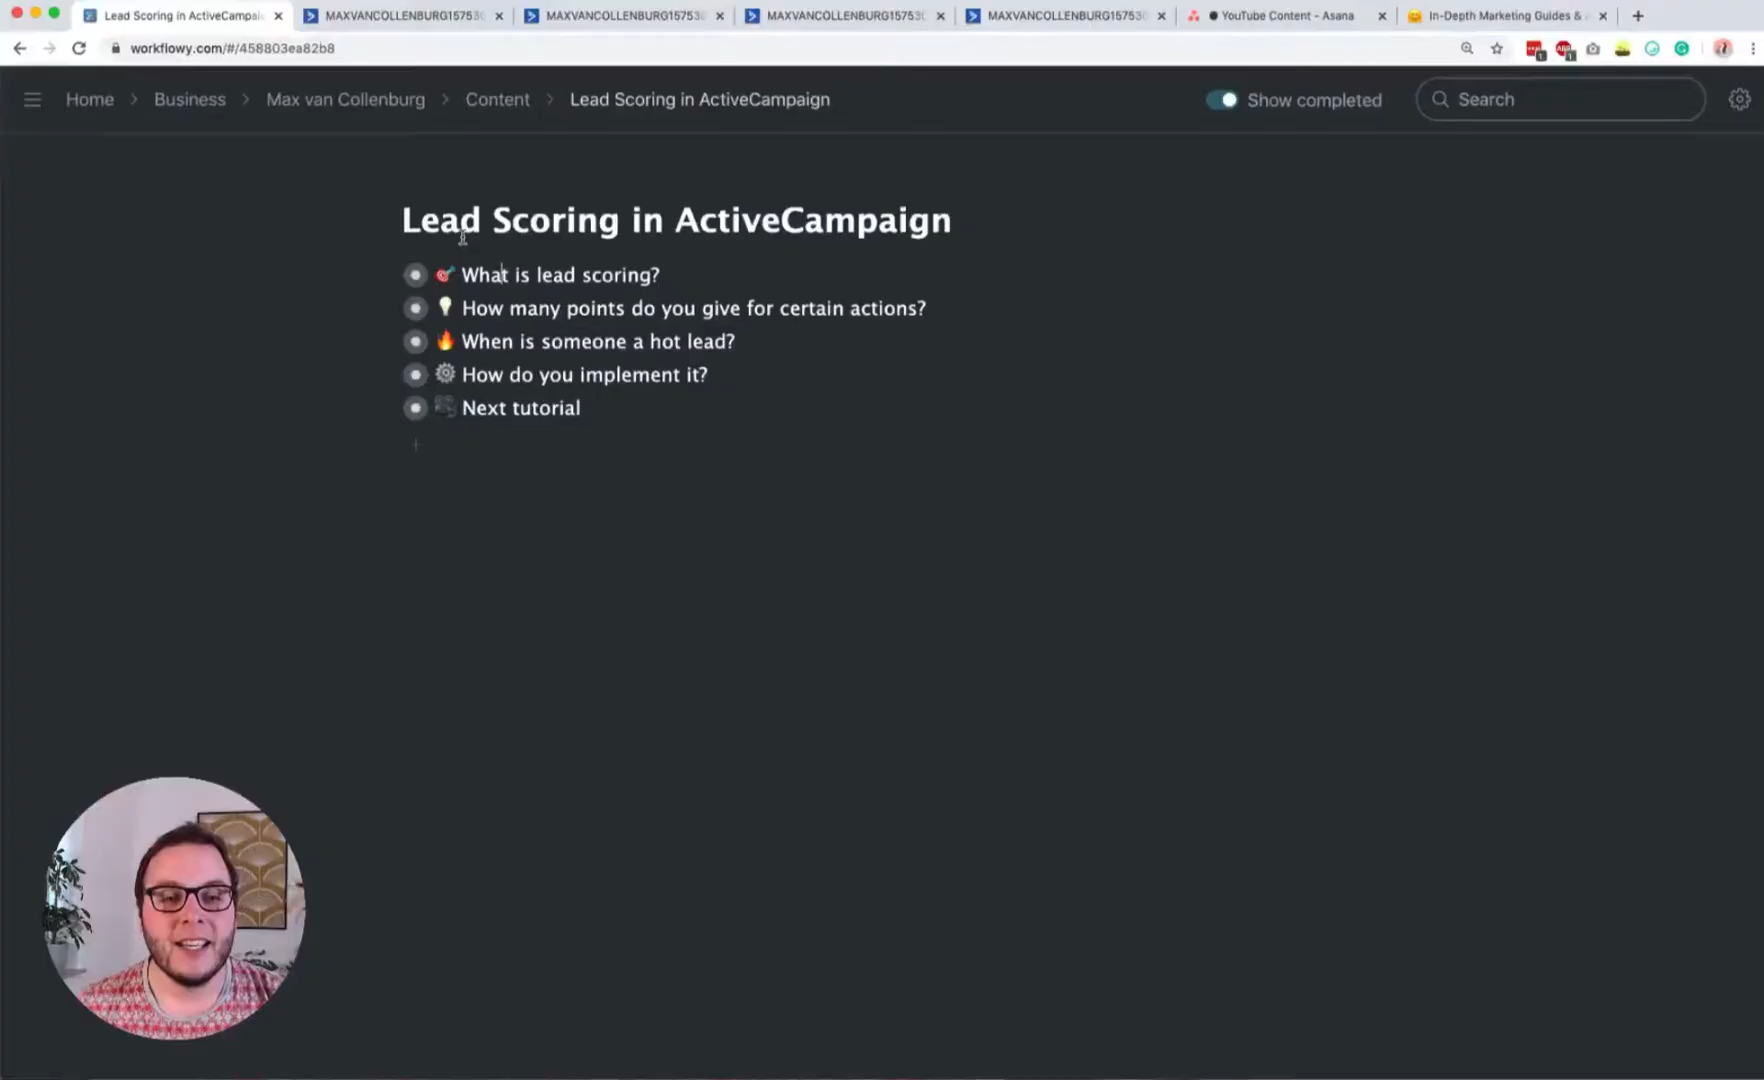 Lead Scoring in ActiveCampai
MAXVANCOLLENBURG15753
MAXVANCOLLENBURG15753
MAXVANCOLLENBURG15753
MAXVANCOLLENBURG15753
● YouTube Content - Asana
In-Depth Marketing Guides &
workflowy.com/#/458803ea82b8
Home > Business > Max van Collenburg > Content > Lead Scoring in ActiveCampaign
Show completed
Search
Lead Scoring in ActiveCampaign
🎯 What is lead scoring?
💡 How many points do you give for certain actions?
🔥 When is someone a hot lead?
⚙️ How do you implement it?
🎥 Next tutorial